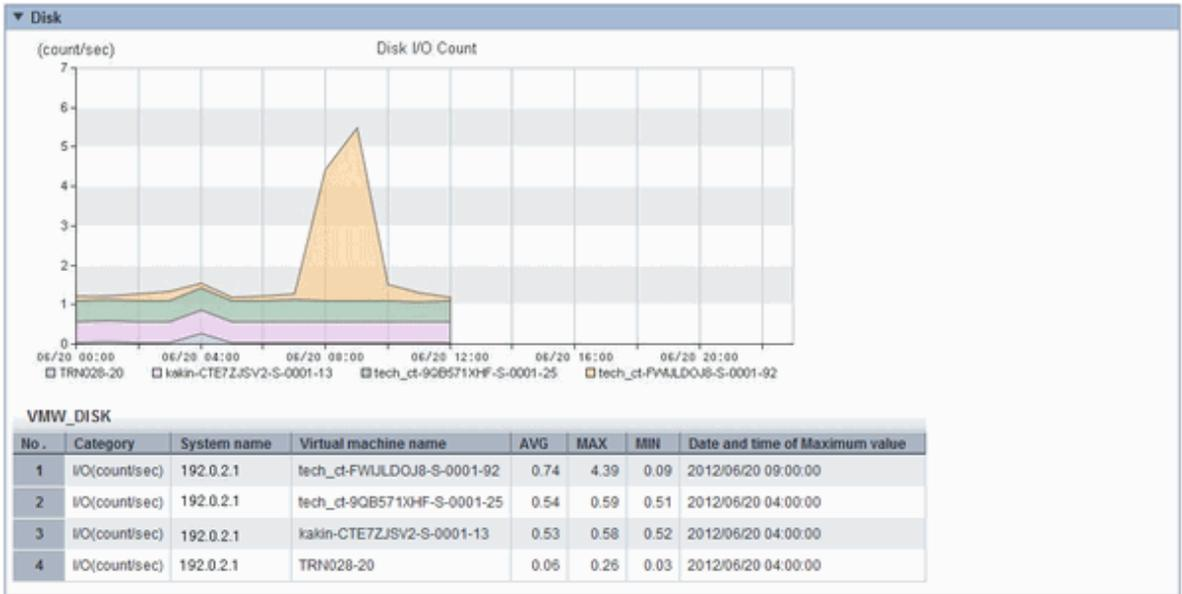 Disk
(count/sec) Disk I/O Count
7
6
5
4
3
2
1
0
06/20 00:00 06/20 04:00 06/20 08:00 06/20 12:00 06/20 16:00 06/20 20:00
TRN028-20 kakin-CTE7ZJSV2-S-0001-13 tech_ct-9QB571XHF-S-0001-25 tech_ct-FWIJLDOJ8-S-0001-92
VMW_DISK
No. Category System name Virtual machine name AVG MAX MIN Date and time of Maximum value
1 I/O(count/sec) 192.0.2.1 tech_ct-FWIJLDOJ8-S-0001-92 0.74 4.39 0.09 2012/06/20 09:00:00
2 I/O(count/sec) 192.0.2.1 tech_ct-9QB571XHF-S-0001-25 0.54 0.59 0.51 2012/06/20 04:00:00
3 I/O(count/sec) 192.0.2.1 kakin-CTE7ZJSV2-S-0001-13 0.53 0.58 0.52 2012/06/20 04:00:00
4 I/O(count/sec) 192.0.2.1 TRN028-20 0.06 0.26 0.03 2012/06/20 04:00:00